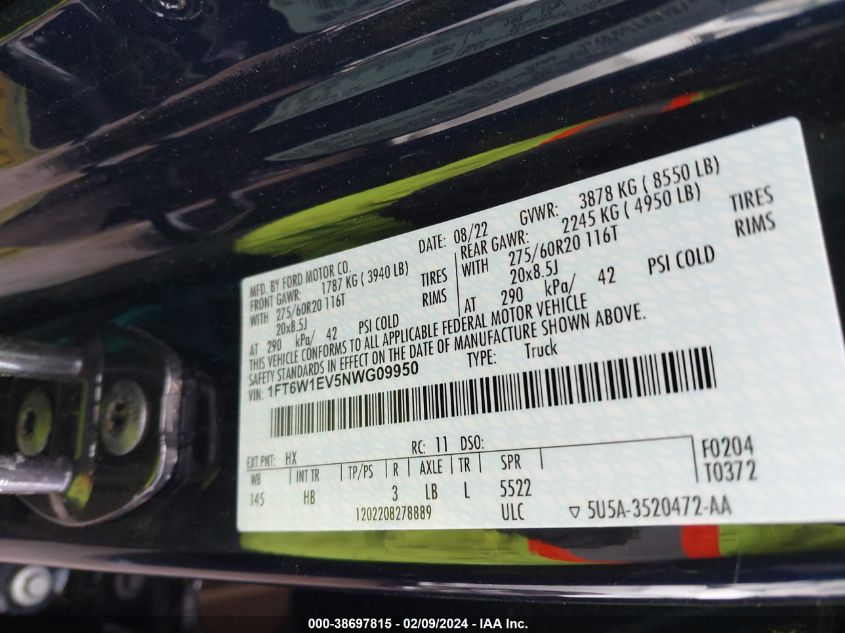 MFD. BY FORD MOTOR CO. DATE: 08/22 GVWR: 3878 KG ( 8550 LB)
FRONT GAWR: 1787 KG ( 3940 LB) REAR GAWR: 2245 KG ( 4950 LB)
WITH 275/60R20 116T TIRES WITH 275/60R20 116T TIRES
20x8.5J RIMS 20x8.5J RIMS
AT 290 kPa/ 42 PSI COLD AT 290 kPa/ 42 PSI COLD
THIS VEHICLE CONFORMS TO ALL APPLICABLE FEDERAL MOTOR VEHICLE
SAFETY STANDARDS IN EFFECT ON THE DATE OF MANUFACTURE SHOWN ABOVE.
VIN: 1FT6W1EV5NWG09950 TYPE: Truck
EXT PNT: HX RC: 11 DSO:
WB INT TR TP/PS R AXLE TR SPR F0204
145 HB 3 LB L 5522 T0372
1202208278889 ULC ▽ 5U5A-3520472-AA
000-38697815 - 02/09/2024 - IAA Inc.